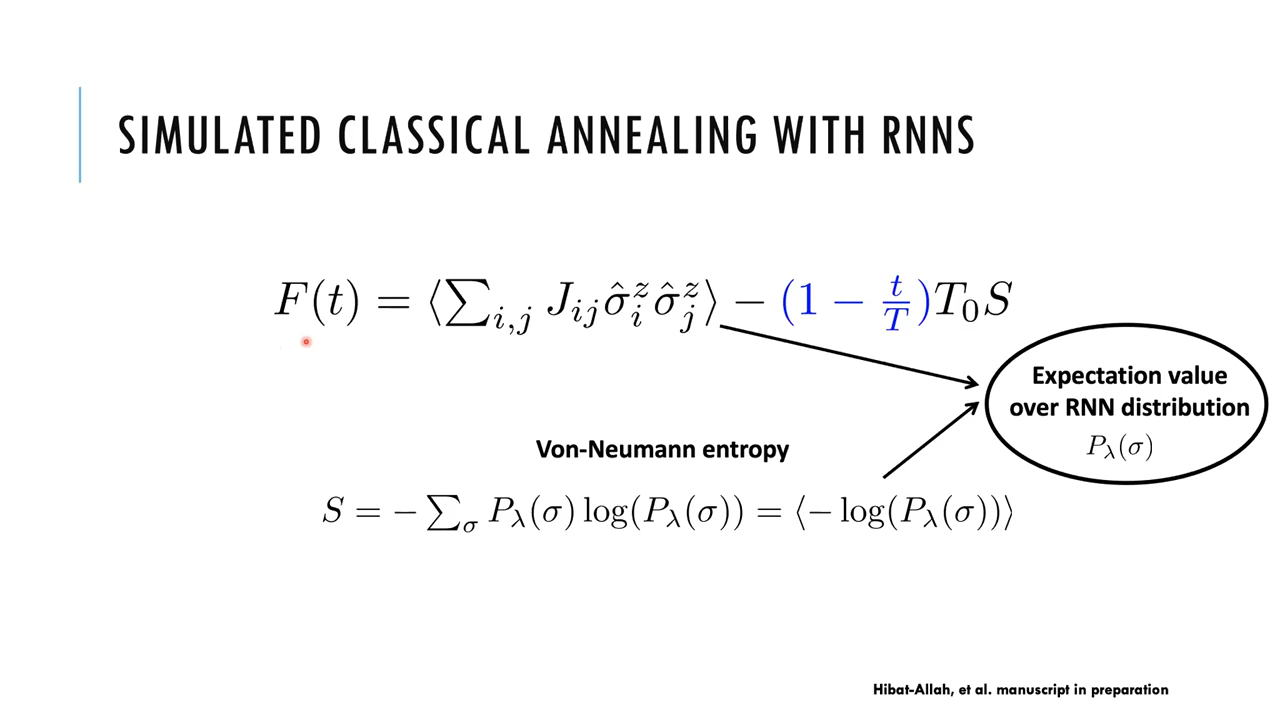 SIMULATED CLASSICAL ANNEALING WITH RNNS
F(t) = ⟨∑_{i,j} J_{ij} σ̂_i^z σ̂_j^z⟩ − (1 − t/T)T_0 S
Expectation value
over RNN distribution
P_λ(σ)
Von-Neumann entropy
S = − ∑_σ P_λ(σ) log(P_λ(σ)) = ⟨− log(P_λ(σ))⟩
Hibat-Allah, et al. manuscript in preparation